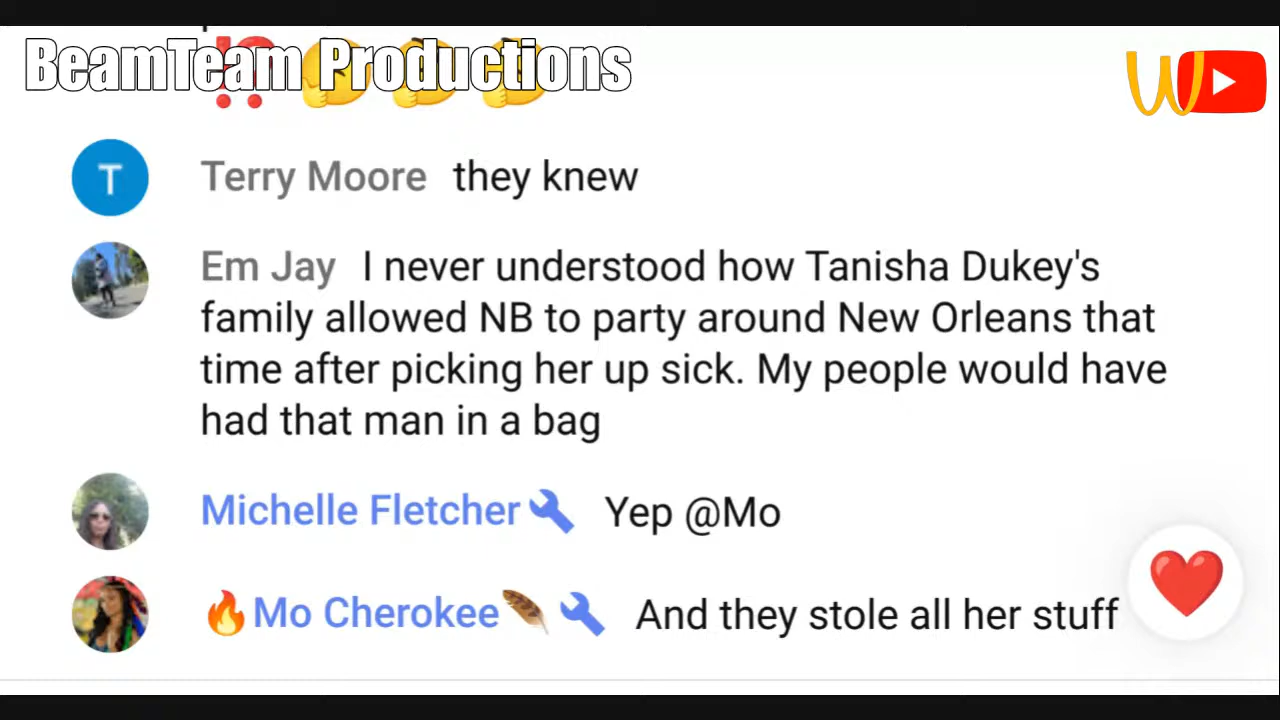 BeamTeam Productions
T
Terry Moore they knew
Em Jay I never understood how Tanisha Dukey's
family allowed NB to party around New Orleans that
time after picking her up sick. My people would have
had that man in a bag
Michelle Fletcher Yep @Mo
Mo Cherokee And they stole all her stuff